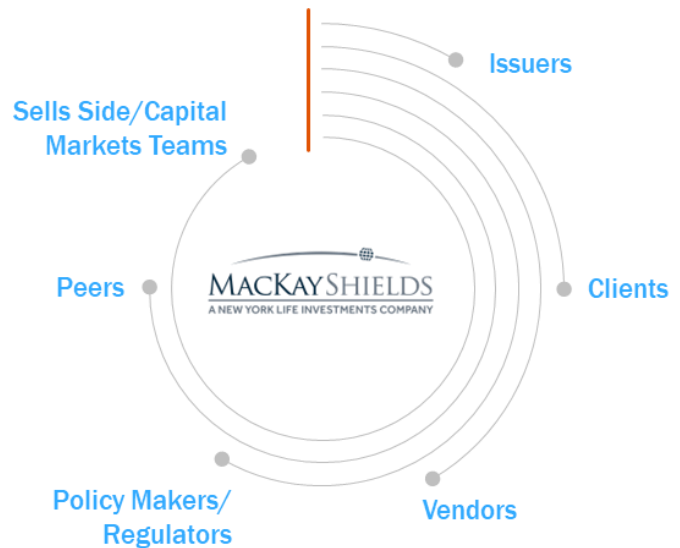 Issuers
Sells Side/Capital
Markets Teams
Peers
MACKAY SHIELDS
A NEW YORK LIFE INVESTMENTS COMPANY
Clients
Policy Makers/
Regulators
Vendors